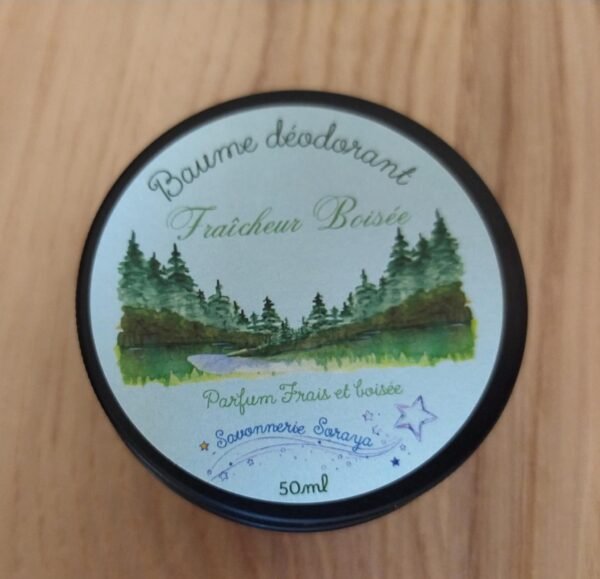 Baume déodorant
Fraîcheur Boisée
Parfum Frais et boisée
Savonnerie Soraya
50ml